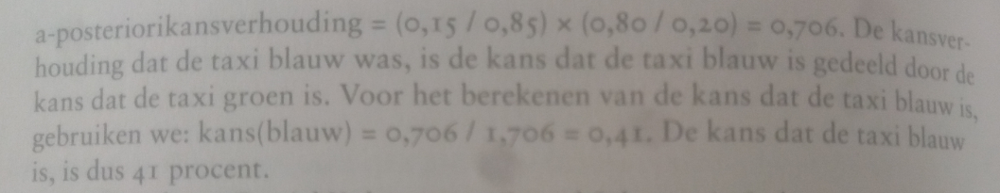 a-posteriorikansverhouding = (0,15 / 0,85) × (0,80 / 0,20) = 0,706. De kansver-
houding dat de taxi blauw was, is de kans dat de taxi blauw is gedeeld door de
kans dat de taxi groen is. Voor het berekenen van de kans dat de taxi blauw is,
gebruiken we: kans(blauw) = 0,706 / 1,706 = 0,41. De kans dat de taxi blauw
is, is dus 41 procent.